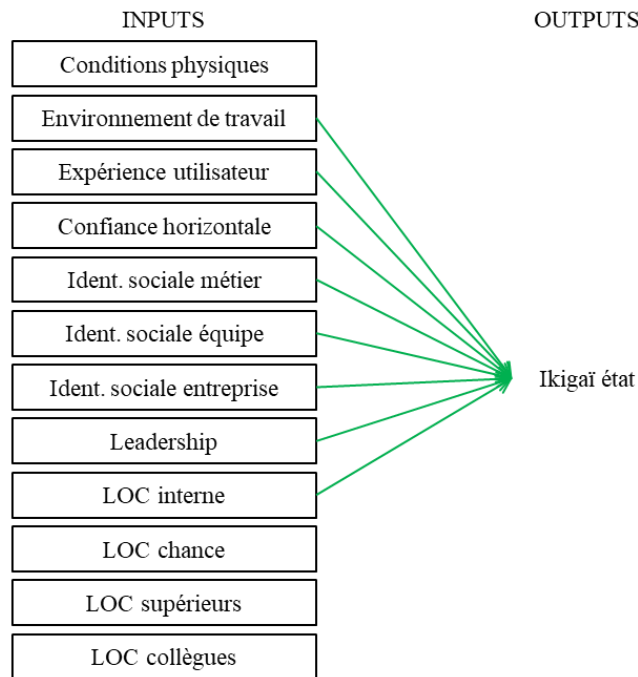 INPUTS
OUTPUTS
Conditions physiques
Environnement de travail
Expérience utilisateur
Confiance horizontale
Ident. sociale métier
Ident. sociale équipe
Ident. sociale entreprise
Ikigaï état
Leadership
LOC interne
LOC chance
LOC supérieurs
LOC collègues